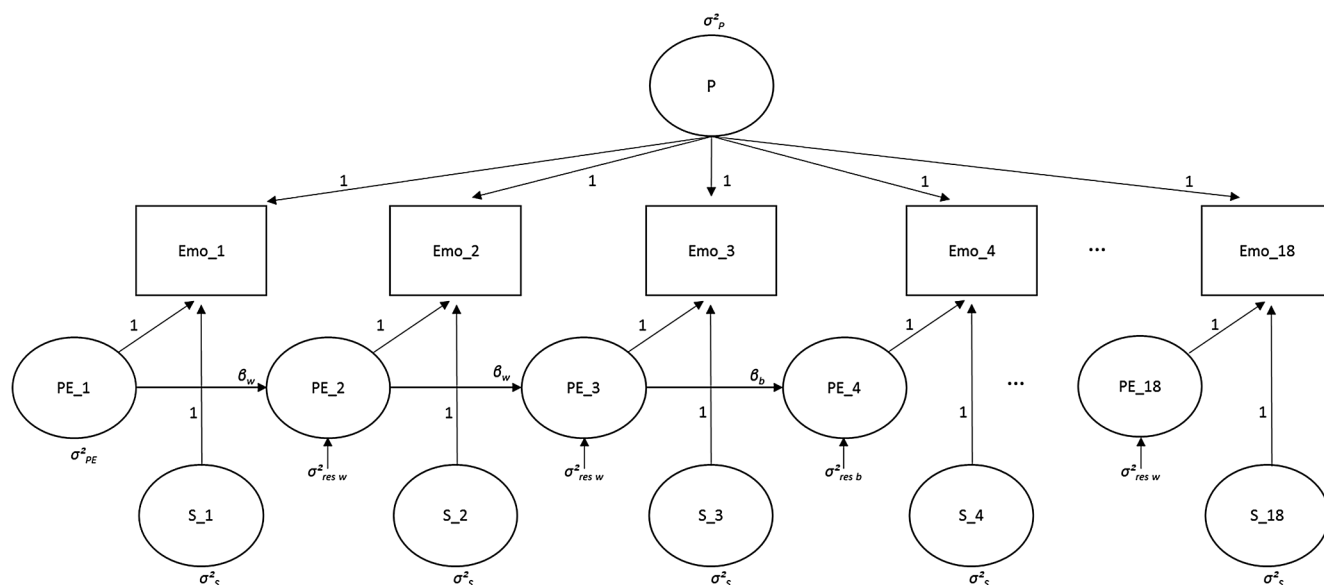 σ²P
P
1 1 1 1 1
Emo_1 Emo_2 Emo_3 Emo_4 ... Emo_18
1 1 1 1 1
PE_1 βw PE_2 βw PE_3 βb PE_4 ... PE_18
1 1 1 1 1
σ²PE σ²res w σ²res w σ²res b σ²res w
S_1 S_2 S_3 S_4 S_18
σ²S σ²S σ²S σ²S σ²S